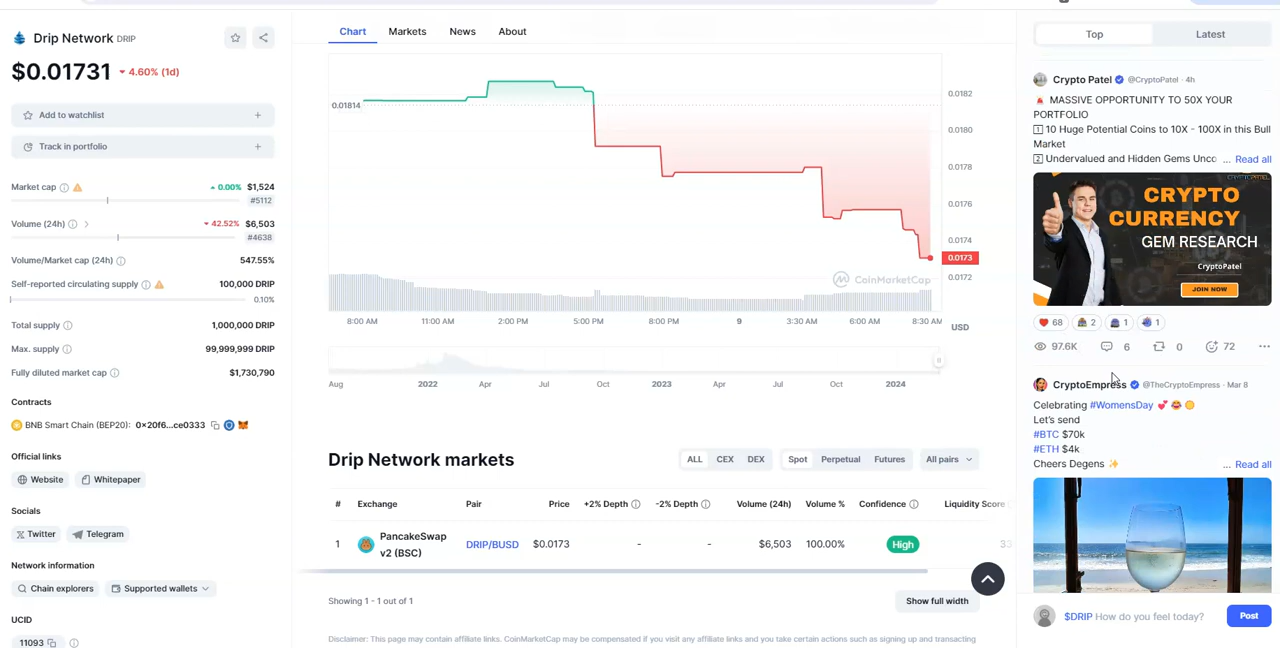 Drip Network DRIP
$0.01731 4.60% (1d)
Add to watchlist +
Track in portfolio +
Market cap 0.00% $1,524
#5112
Volume (24h) 42.52% $6,503
#4638
Volume/Market cap (24h) 547.55%
Self-reported circulating supply 100,000 DRIP
0.10%
Total supply 1,000,000 DRIP
Max. supply 99,999,999 DRIP
Fully diluted market cap $1,730,790
Contracts
BNB Smart Chain (BEP20): 0x20f6...ce0333
Official links
Website Whitepaper
Socials
Twitter Telegram
Network information
Chain explorers Supported wallets
UCID
11093
Chart Markets News About
0.01814
0.0182
0.0180
0.0178
0.0176
0.0174
0.0173
0.0172
CoinMarketCap
8:00 AM 11:00 AM 2:00 PM 5:00 PM 8:00 PM 9 3:30 AM 6:00 AM 8:30 AM USD
Aug 2022 Apr Jul Oct 2023 Apr Jul Oct 2024
Drip Network markets
ALL CEX DEX Spot Perpetual Futures All pairs
# Exchange Pair Price +2% Depth -2% Depth Volume (24h) Volume % Confidence Liquidity Score
1 PancakeSwap v2 (BSC) DRIP/BUSD $0.0173 - - $6,503 100.00% High 33
Showing 1 - 1 out of 1
Show full width
Disclaimer: This page may contain affiliate links. CoinMarketCap may be compensated if you visit any affiliate links and you take certain actions such as signing up and transacting
Top Latest
Crypto Patel @CryptoPatel · 4h
MASSIVE OPPORTUNITY TO 50X YOUR
PORTFOLIO
1 10 Huge Potential Coins to 10X - 100X in this Bull
Market
2 Undervalued and Hidden Gems Unco ... Read all
CRYPTO
CURRENCY
GEM RESEARCH
CryptoPatel
JOIN NOW
68 2 1 1
97.6K 6 0 72 ...
CryptoEmpress @TheCryptoEmpress · Mar 8
Celebrating #WomensDay
Let's send
#BTC $70k
#ETH $4k
Cheers Degens ... Read all
$DRIP How do you feel today? Post